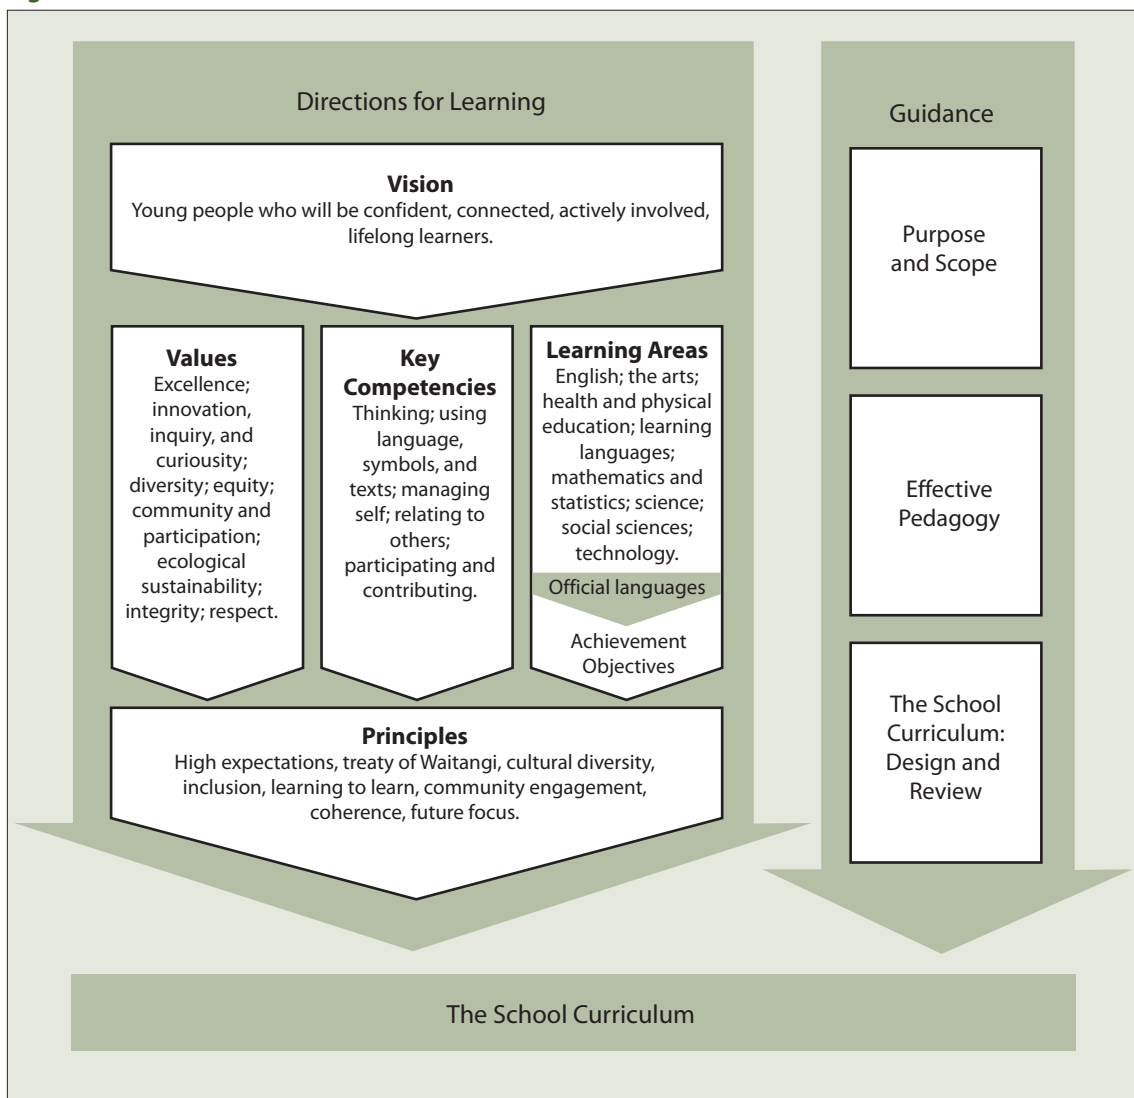 Directions for Learning
Vision
Young people who will be confident, connected, actively involved,
lifelong learners.
Values
Excellence;
innovation,
inquiry, and
curiousity;
diversity; equity;
community and
participation;
ecological
sustainability;
integrity; respect.
Key
Competencies
Thinking; using
language,
symbols, and
texts; managing
self; relating to
others;
participating and
contributing.
Learning Areas
English; the arts;
health and physical
education; learning
languages;
mathematics and
statistics; science;
social sciences;
technology.
Official languages
Achievement
Objectives
Principles
High expectations, treaty of Waitangi, cultural diversity,
inclusion, learning to learn, community engagement,
coherence, future focus.
Guidance
Purpose
and Scope
Effective
Pedagogy
The School
Curriculum:
Design and
Review
The School Curriculum